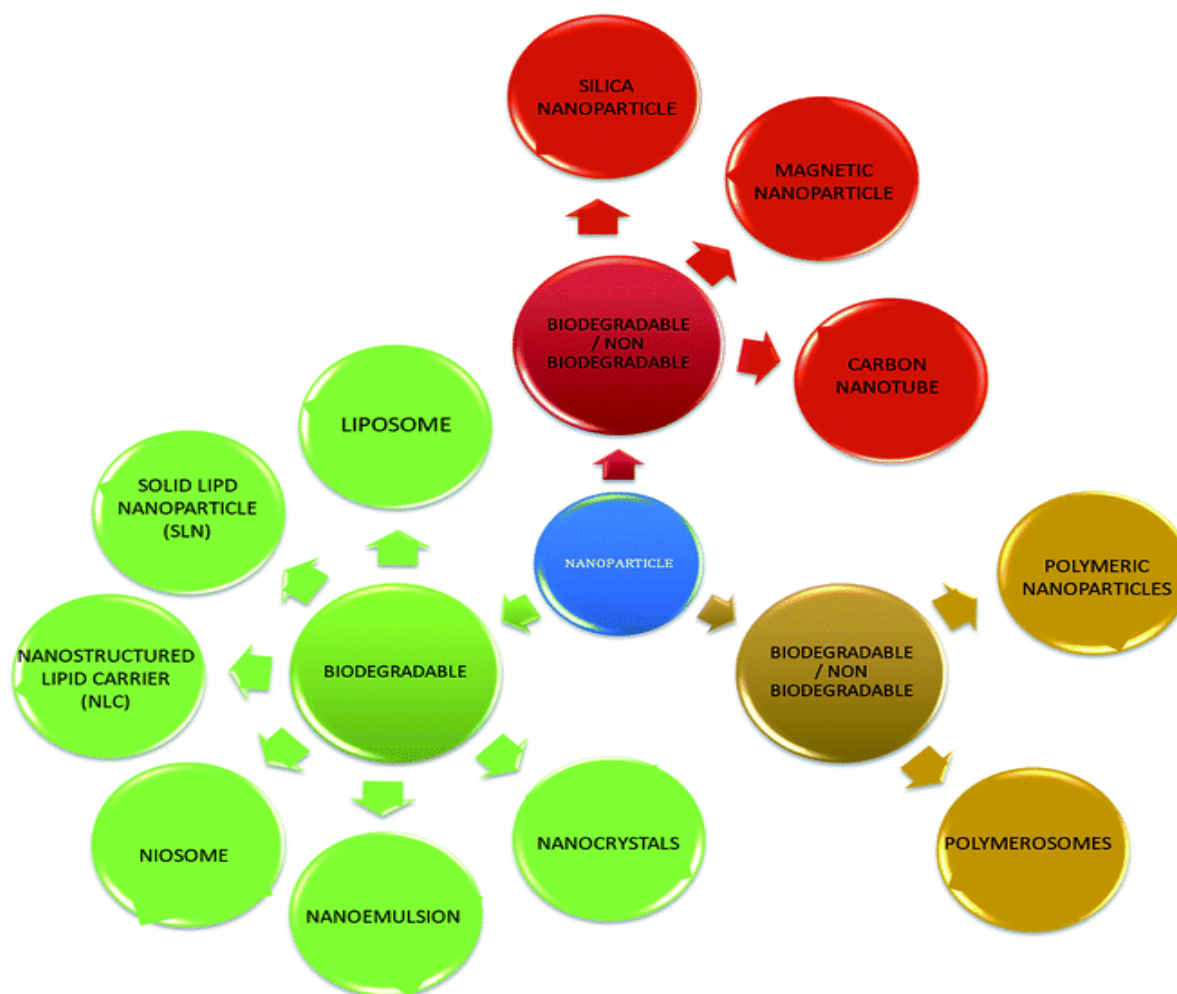 SILICA
NANOPARTICLE
MAGNETIC
NANOPARTICLE
BIODEGRADABLE
/ NON
BIODEGRADABLE
CARBON
NANOTUBE
LIPOSOME
SOLID LIPD
NANOPARTICLE
(SLN)
NANOPARTICLE
POLYMERIC
NANOPARTICLES
NANOSTRUCTURED
LIPID CARRIER
(NLC)
BIODEGRADABLE
BIODEGRADABLE
/ NON
BIODEGRADABLE
NIOSOME
NANOEMULSION
NANOCRYSTALS
POLYMEROSOMES